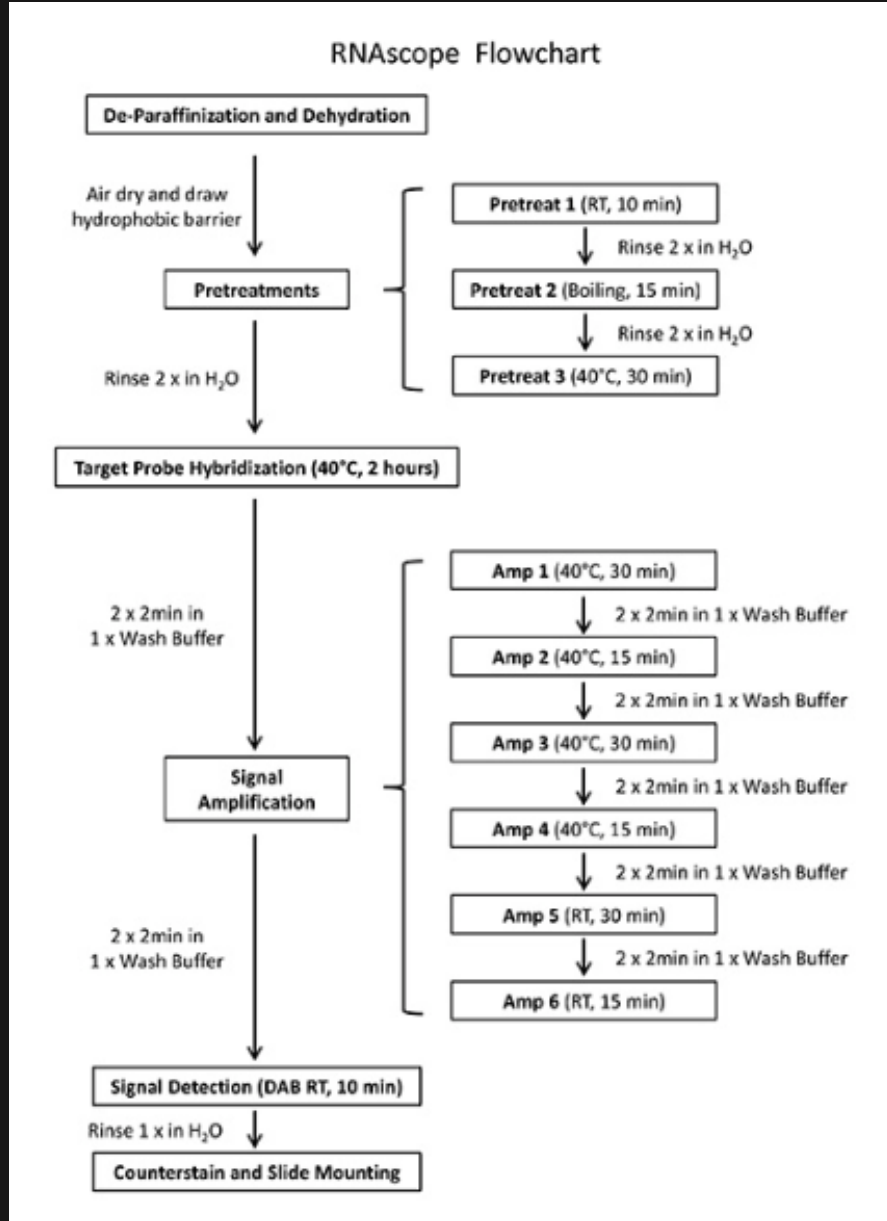 RNAscope Flowchart
De-Paraffinization and Dehydration
Air dry and draw
hydrophobic barrier
Pretreatments
Pretreat 1 (RT, 10 min)
Rinse 2 x in H₂O
Pretreat 2 (Boiling, 15 min)
Rinse 2 x in H₂O
Pretreat 3 (40°C, 30 min)
Rinse 2 x in H₂O
Target Probe Hybridization (40°C, 2 hours)
2 x 2min in
1 x Wash Buffer
Signal
Amplification
Amp 1 (40°C, 30 min)
2 x 2min in 1 x Wash Buffer
Amp 2 (40°C, 15 min)
2 x 2min in 1 x Wash Buffer
Amp 3 (40°C, 30 min)
2 x 2min in 1 x Wash Buffer
Amp 4 (40°C, 15 min)
2 x 2min in 1 x Wash Buffer
Amp 5 (RT, 30 min)
2 x 2min in 1 x Wash Buffer
Amp 6 (RT, 15 min)
2 x 2min in
1 x Wash Buffer
Signal Detection (DAB RT, 10 min)
Rinse 1 x in H₂O
Counterstain and Slide Mounting